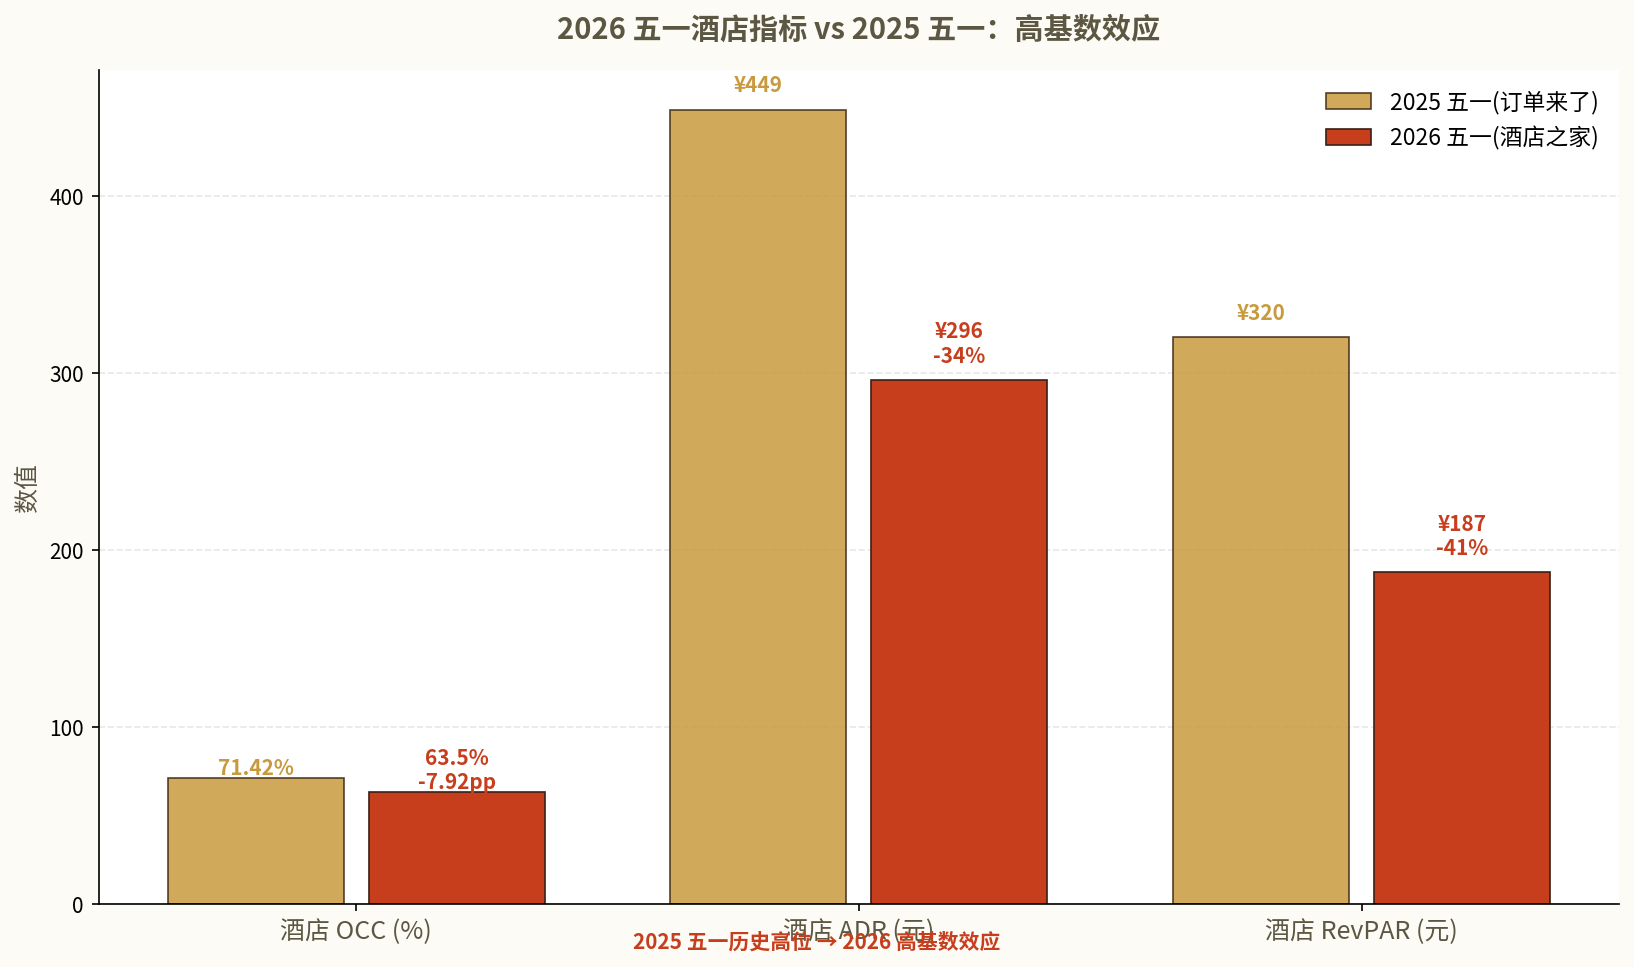 2026 五一酒店指标 vs 2025 五一：高基数效应
2025 五一(订单来了)
2026 五一(酒店之家)
数值
400
300
200
100
0
71.42%
63.5%
-7.92pp
¥449
¥296
-34%
¥320
¥187
-41%
酒店 OCC (%)
酒店 ADR (元)
酒店 RevPAR (元)
2025 五一历史高位 → 2026 高基数效应